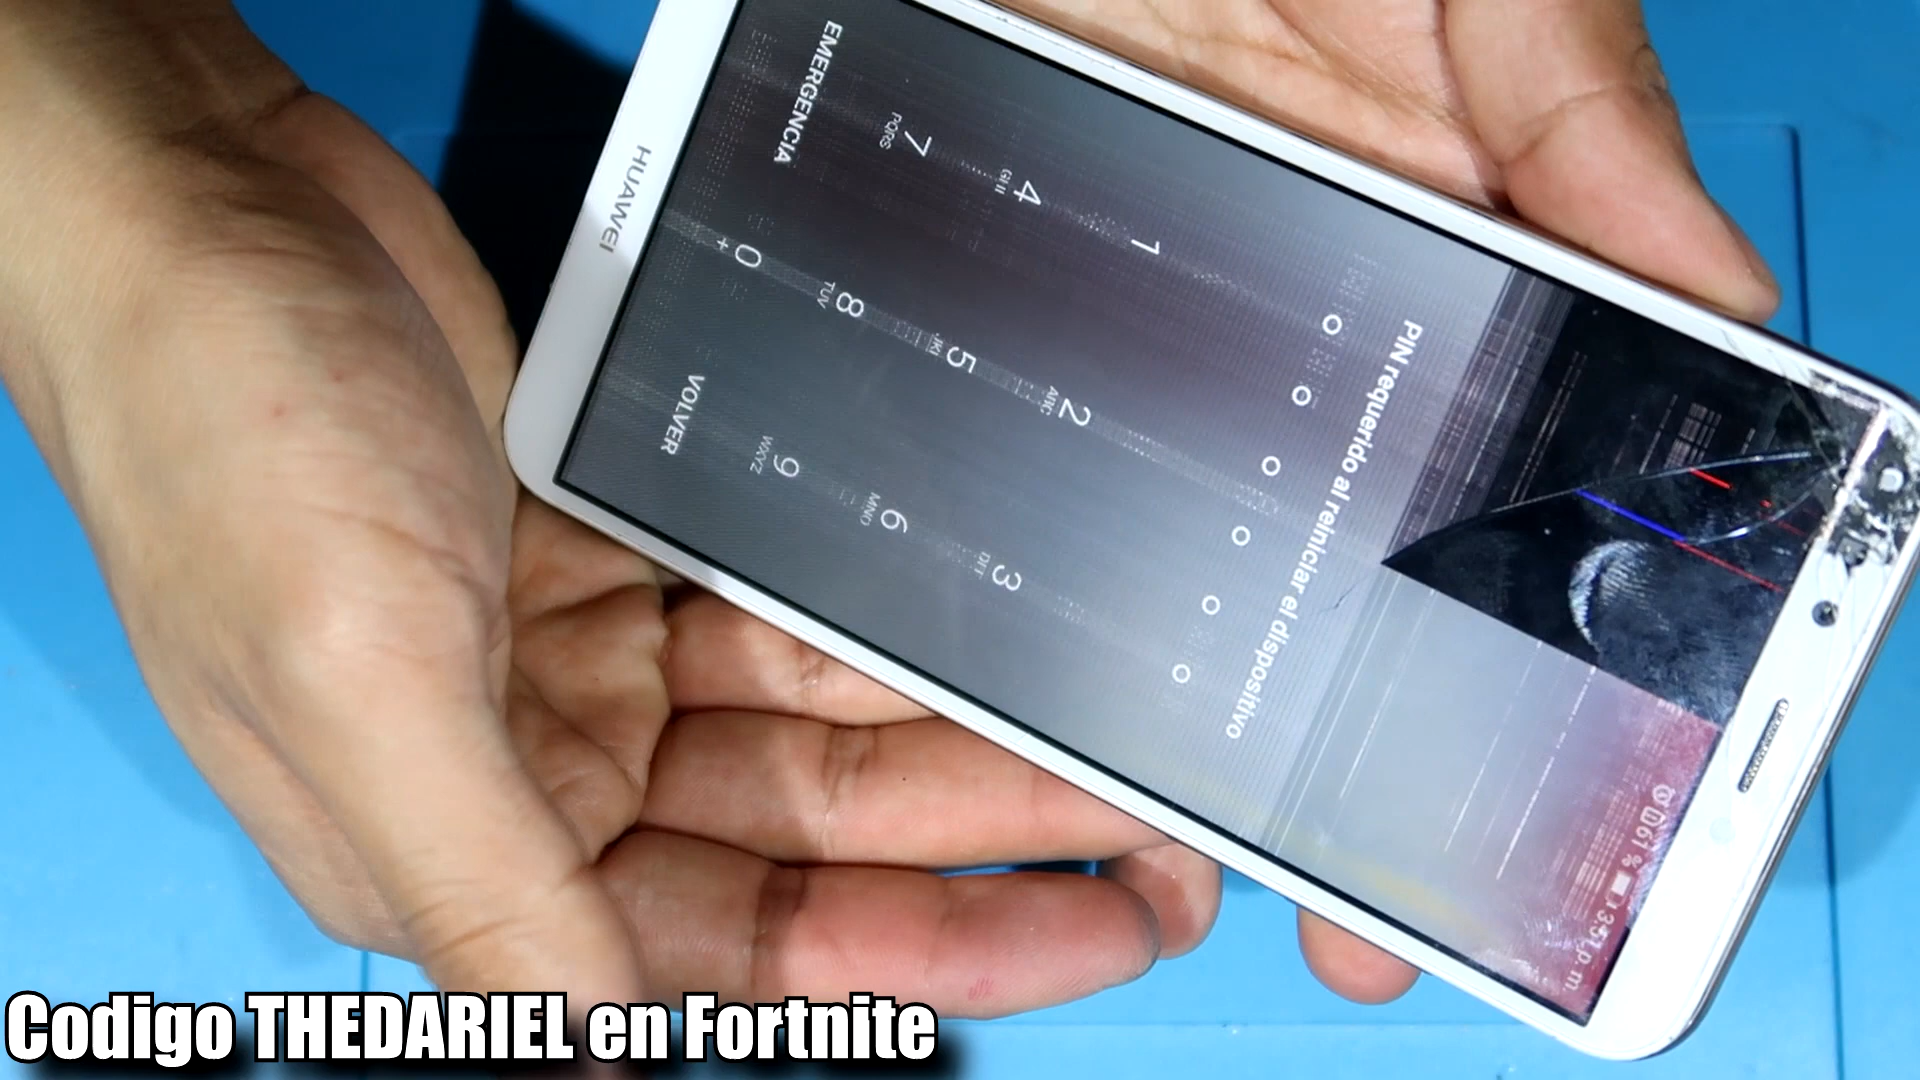 61 % 3:51 p. m.
PIN requerido al reiniciar el dispositivo
1
2
ABC
3
DEF
4
GHI
5
JKL
6
MNO
7
PQRS
8
TUV
9
WXYZ
0
+
EMERGENCIA
VOLVER
HUAWEI
Codigo THEDARIEL en Fortnite